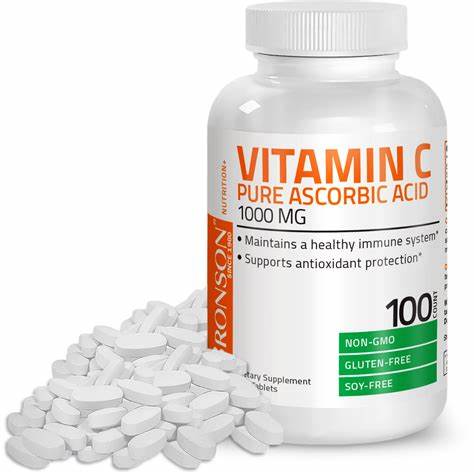 VITAMIN C
PURE ASCORBIC ACID
1000 MG
• Maintains a healthy immune system*
• Supports antioxidant protection*
RONSON
SINCE 1960
NUTRITION+
100 COUNT
NON-GMO
GLUTEN-FREE
SOY-FREE
tary Supplement
Tablets